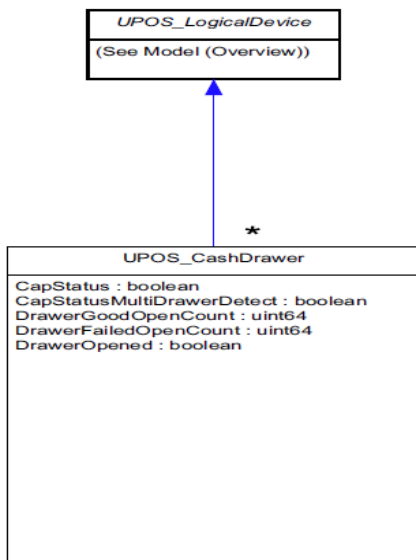 UPOS_LogicalDevice
(See Model (Overview))
*
UPOS_CashDrawer
CapStatus : boolean
CapStatusMultiDrawerDetect : boolean
DrawerGoodOpenCount : uint64
DrawerFailedOpenCount : uint64
DrawerOpened : boolean